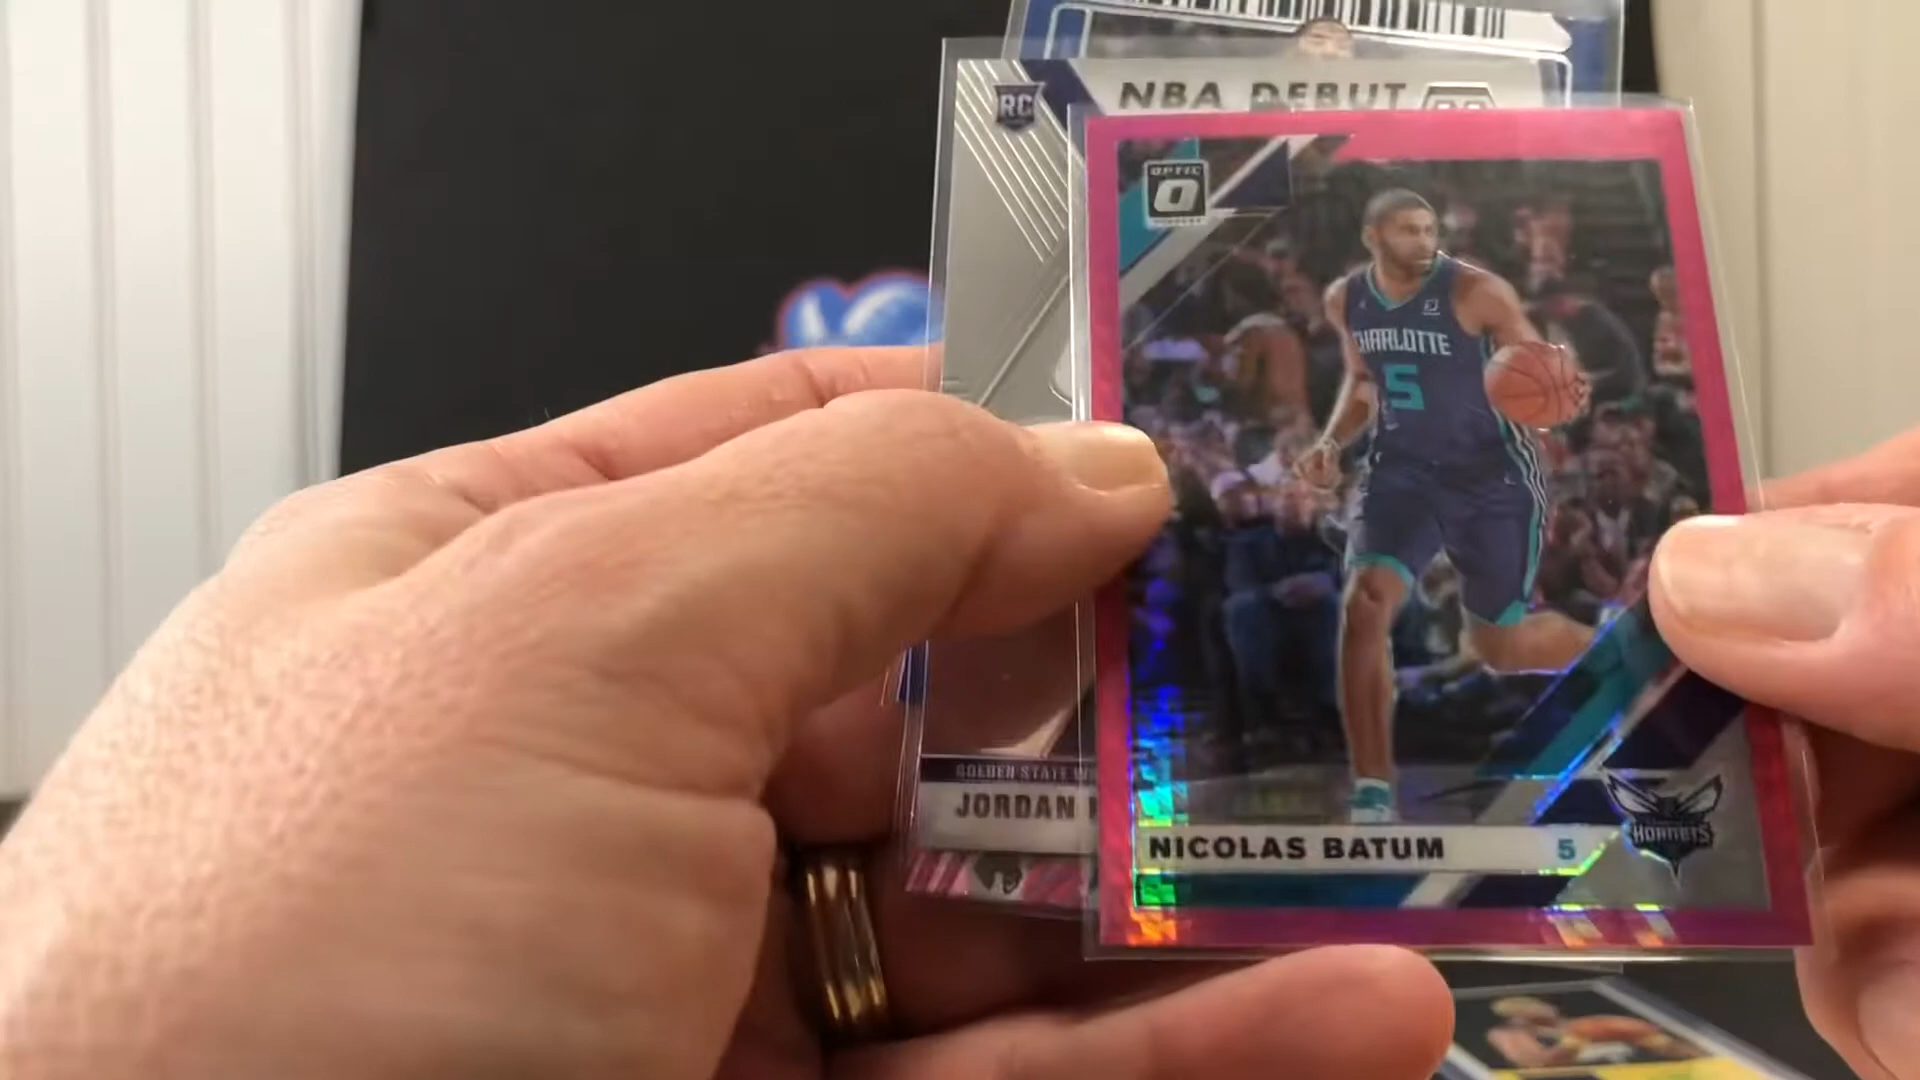 RC
NBA DEBUT
OPTIC
CHARLOTTE
5
GOLDEN STATE
JORDAN
NICOLAS BATUM 5
HORNETS